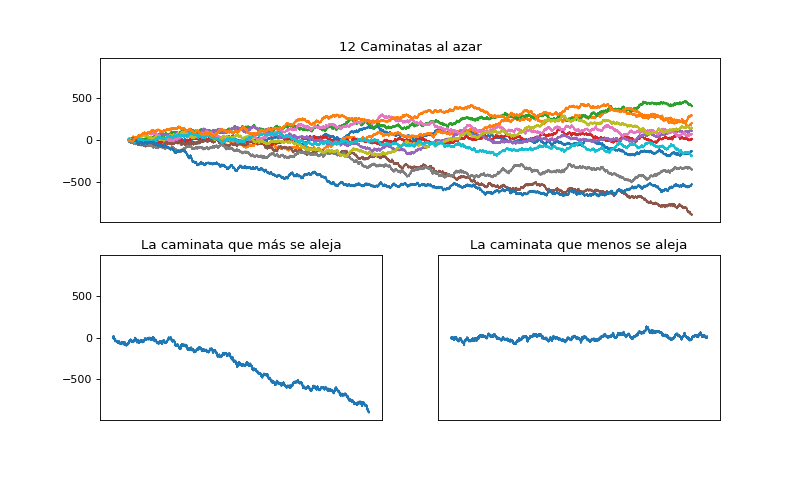 12 Caminatas al azar
500
0
−500
La caminata que más se aleja
La caminata que menos se aleja
500
0
−500